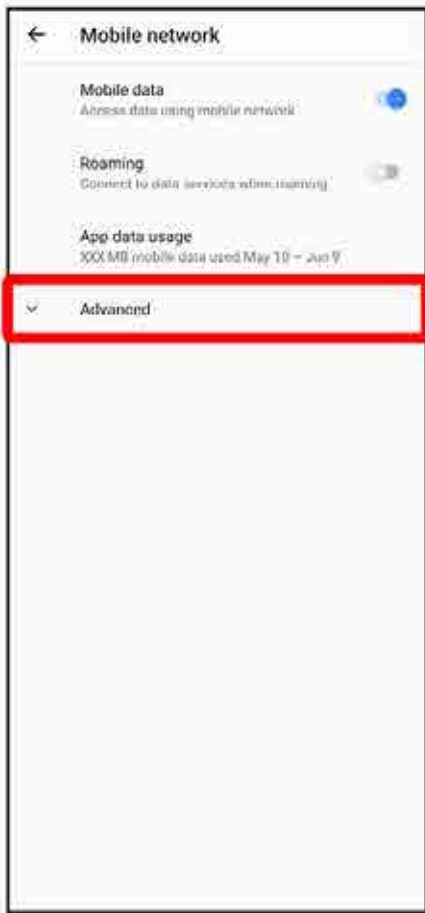 Mobile network
Mobile data
Access data using mobile network
Roaming
Connect to data services when roaming
App data usage
XXX MB mobile data used May 10 – Jun 9
Advanced